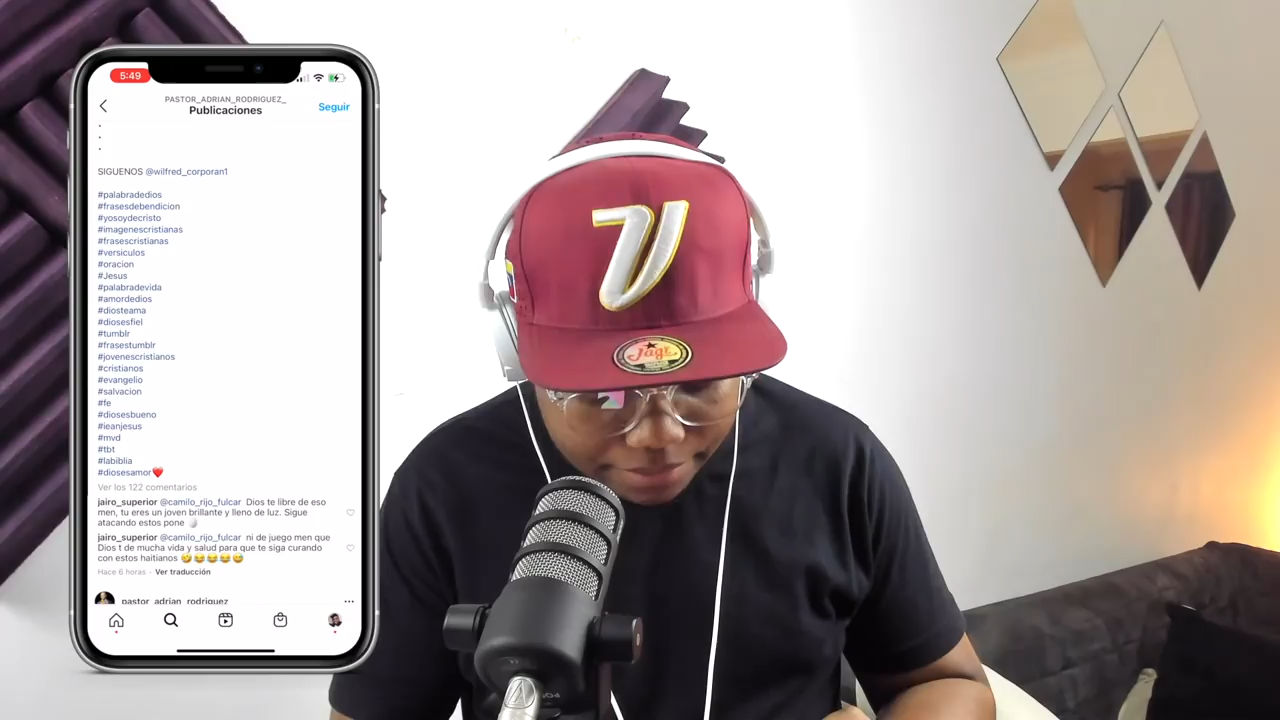 5:49
PASTOR_ADRIAN_RODRIGUEZ_
Publicaciones
Seguir
.
.
.
SIGUENOS @wilfred_corporan1
#palabradedios
#frasesdebendicion
#yosoydecristo
#imagenescristianas
#frasescristianas
#versiculos
#oracion
#Jesus
#palabradevida
#amordedios
#diosteama
#diosesfiel
#tumblr
#frasestumblr
#jovenescristianos
#cristianos
#evangelio
#salvacion
#fe
#diosesbueno
#ieanjesus
#mvd
#tbt
#labiblia
#diosesamor❤️
Ver los 122 comentarios
jairo_superior @camilo_rijo_fulcar Dios te libre de eso
men, tu eres un joven brillante y lleno de luz. Sigue
atacando estos pone
jairo_superior @camilo_rijo_fulcar ni de juego men que
Dios t de mucha vida y salud para que te siga curando
con estos haitianos 🤣😂😂😂😅
Hace 6 horas · Ver traducción
pastor_adrian_rodriguez
V
Jagr